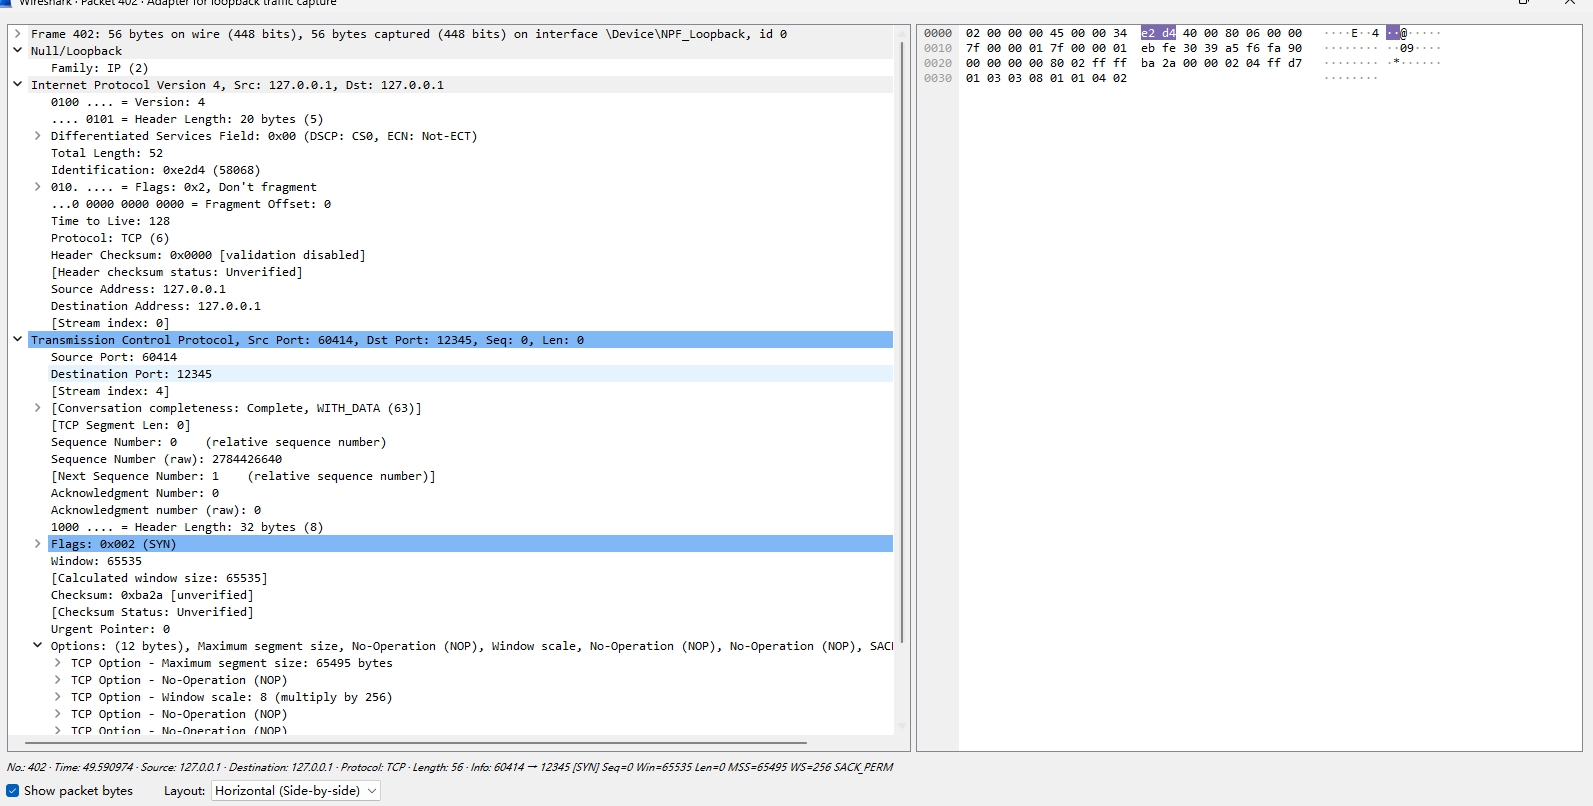 Wireshark · Packet 402 · Adapter for loopback traffic capture
Frame 402: 56 bytes on wire (448 bits), 56 bytes captured (448 bits) on interface \Device\NPF_Loopback, id 0
Null/Loopback
Family: IP (2)
Internet Protocol Version 4, Src: 127.0.0.1, Dst: 127.0.0.1
0100 .... = Version: 4
.... 0101 = Header Length: 20 bytes (5)
Differentiated Services Field: 0x00 (DSCP: CS0, ECN: Not-ECT)
Total Length: 52
Identification: 0xe2d4 (58068)
010. .... = Flags: 0x2, Don't fragment
...0 0000 0000 0000 = Fragment Offset: 0
Time to Live: 128
Protocol: TCP (6)
Header Checksum: 0x0000 [validation disabled]
[Header checksum status: Unverified]
Source Address: 127.0.0.1
Destination Address: 127.0.0.1
[Stream index: 0]
Transmission Control Protocol, Src Port: 60414, Dst Port: 12345, Seq: 0, Len: 0
Source Port: 60414
Destination Port: 12345
[Stream index: 4]
[Conversation completeness: Complete, WITH_DATA (63)]
[TCP Segment Len: 0]
Sequence Number: 0    (relative sequence number)
Sequence Number (raw): 2784426640
[Next Sequence Number: 1    (relative sequence number)]
Acknowledgment Number: 0
Acknowledgment number (raw): 0
1000 .... = Header Length: 32 bytes (8)
Flags: 0x002 (SYN)
Window: 65535
[Calculated window size: 65535]
Checksum: 0xba2a [unverified]
[Checksum Status: Unverified]
Urgent Pointer: 0
Options: (12 bytes), Maximum segment size, No-Operation (NOP), Window scale, No-Operation (NOP), No-Operation (NOP), SACK
TCP Option - Maximum segment size: 65495 bytes
TCP Option - No-Operation (NOP)
TCP Option - Window scale: 8 (multiply by 256)
TCP Option - No-Operation (NOP)
TCP Option - No-Operation (NOP)
0000 02 00 00 00 45 00 00 34 e2 d4 40 00 80 06 00 00 ····E··4 ··@·····
0010 7f 00 00 01 7f 00 00 01 eb fe 30 39 a5 f6 fa 90 ········ ··09····
0020 00 00 00 00 80 02 ff ff ba 2a 00 00 02 04 ff d7 ········ ·*······
0030 01 03 03 08 01 01 04 02 ········
No.: 402 · Time: 49.590974 · Source: 127.0.0.1 · Destination: 127.0.0.1 · Protocol: TCP · Length: 56 · Info: 60414 → 12345 [SYN] Seq=0 Win=65535 Len=0 MSS=65495 WS=256 SACK_PERM
Show packet bytes Layout: Horizontal (Side-by-side)